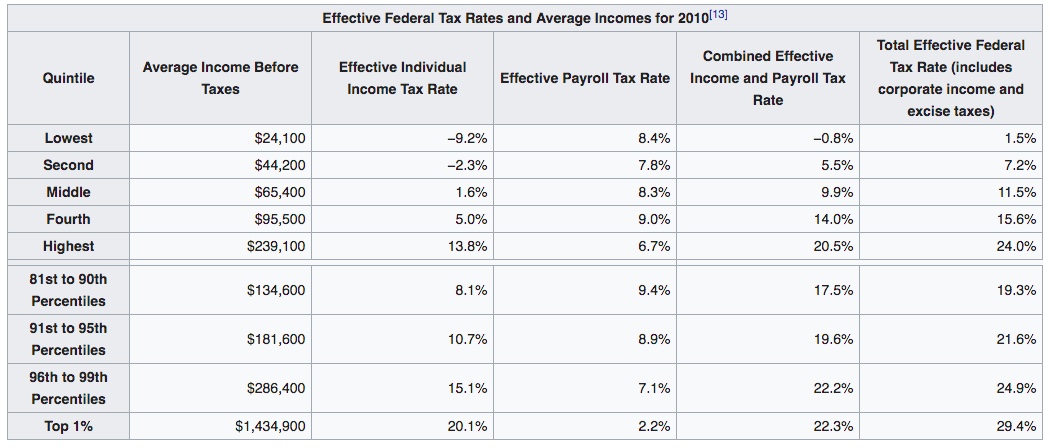 Effective Federal Tax Rates and Average Incomes for 2010[13]
Quintile
Average Income Before
Taxes
Effective Individual
Income Tax Rate
Effective Payroll Tax Rate
Combined Effective
Income and Payroll Tax
Rate
Total Effective Federal
Tax Rate (includes
corporate income and
excise taxes)
Lowest $24,100 −9.2% 8.4% −0.8% 1.5%
Second $44,200 −2.3% 7.8% 5.5% 7.2%
Middle $65,400 1.6% 8.3% 9.9% 11.5%
Fourth $95,500 5.0% 9.0% 14.0% 15.6%
Highest $239,100 13.8% 6.7% 20.5% 24.0%
81st to 90th
Percentiles
$134,600 8.1% 9.4% 17.5% 19.3%
91st to 95th
Percentiles
$181,600 10.7% 8.9% 19.6% 21.6%
96th to 99th
Percentiles
$286,400 15.1% 7.1% 22.2% 24.9%
Top 1% $1,434,900 20.1% 2.2% 22.3% 29.4%